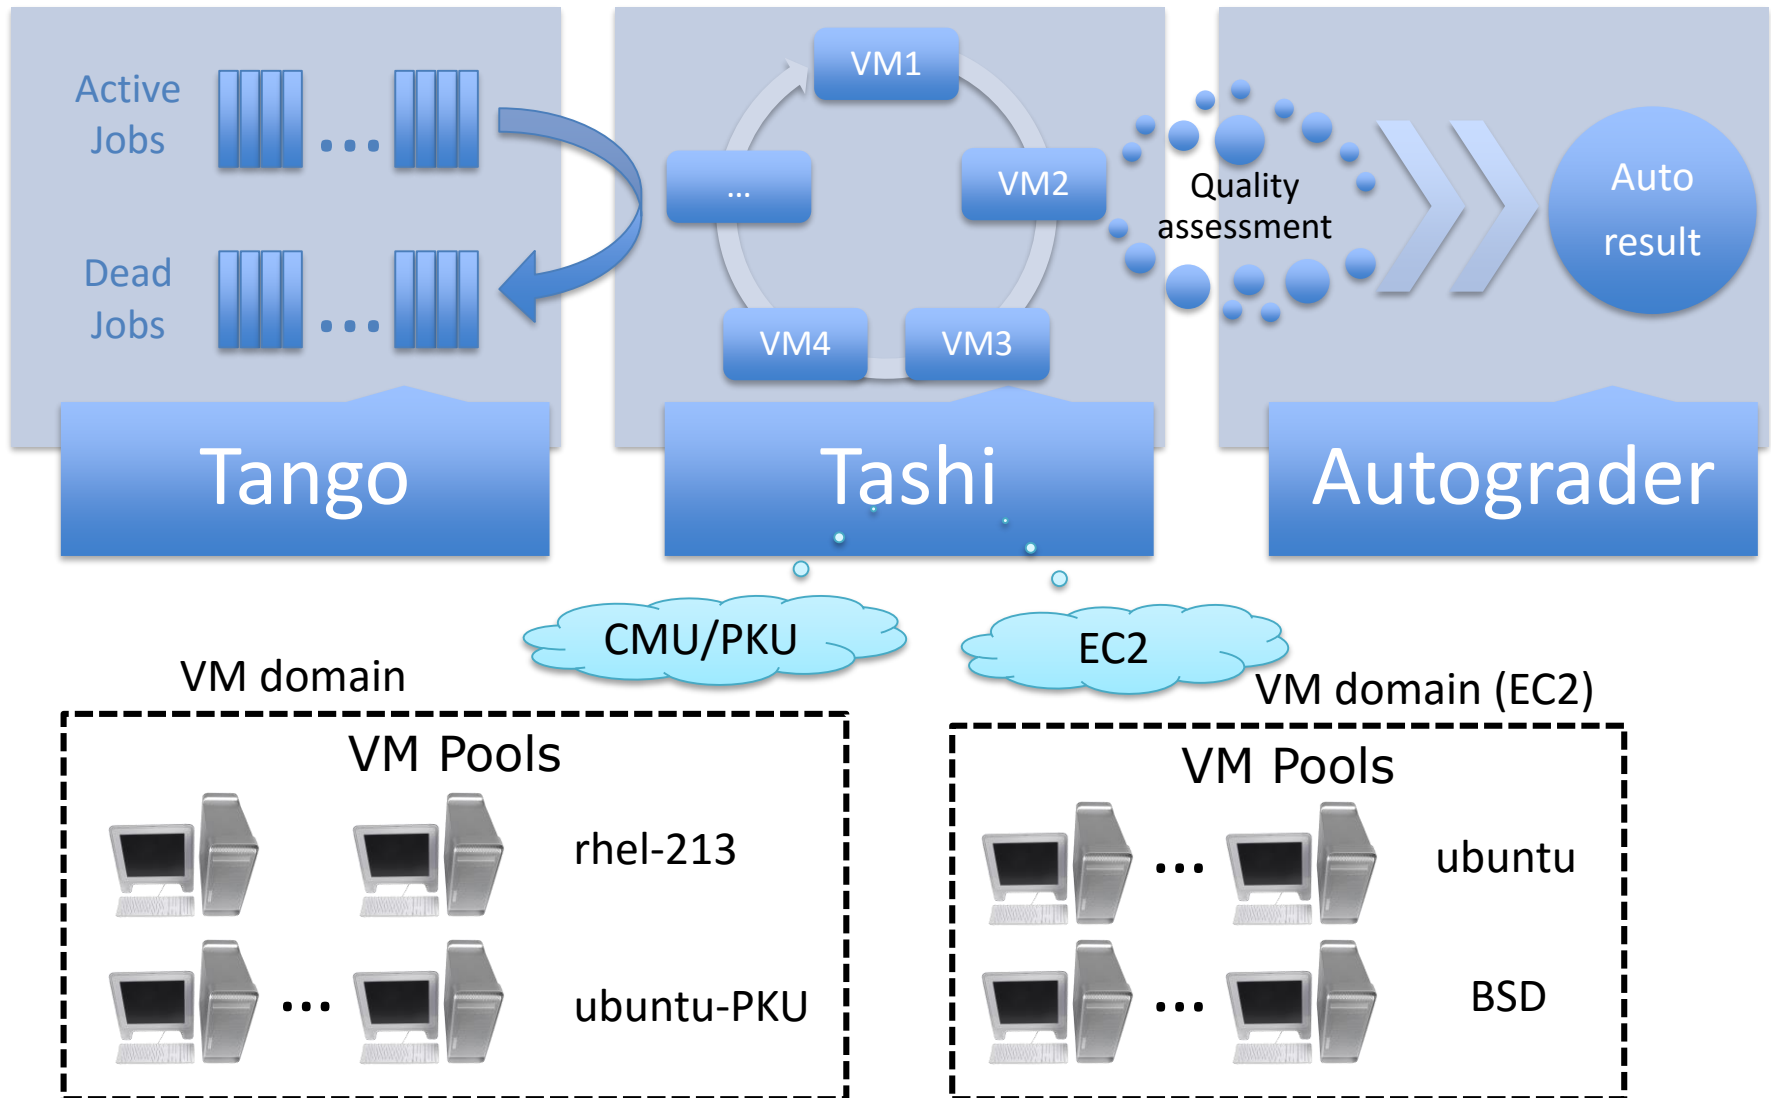 Active
Jobs
...
Dead
Jobs
...
Tango
VM1
VM2
VM3
VM4
...
Tashi
Quality
assessment
Auto
result
Autograder
CMU/PKU
EC2
VM domain
VM Pools
rhel-213
...
ubuntu-PKU
VM domain (EC2)
VM Pools
...
ubuntu
...
BSD